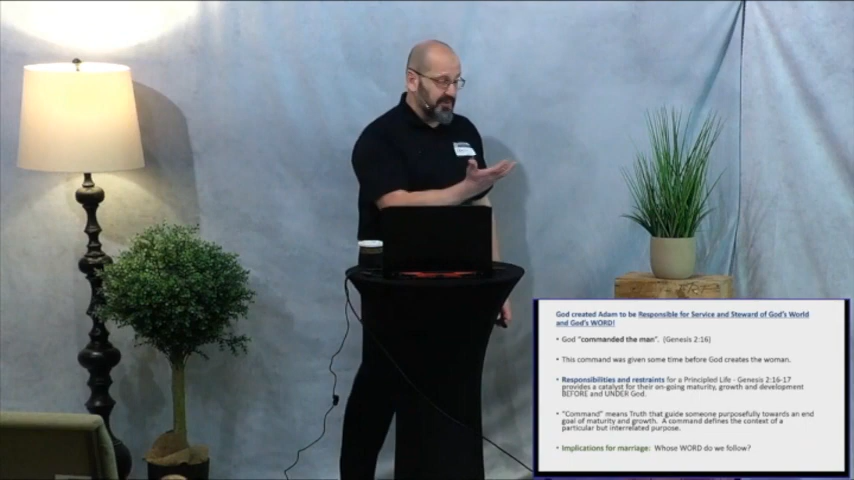 God created Adam to be Responsible for Service and Steward of God's World
and God's WORD!
• God "commanded the man". (Genesis 2:16)
• This command was given some time before God creates the woman.
• Responsibilities and restraints for a Principled Life - Genesis 2:16-17
provides a catalyst for their on-going maturity, growth and development
BEFORE and UNDER God.
• "Command" means Truth that guide someone purposefully towards an end
goal of maturity and growth. A command defines the context of a
particular but interrelated purpose.
• Implications for marriage: Whose WORD do we follow?